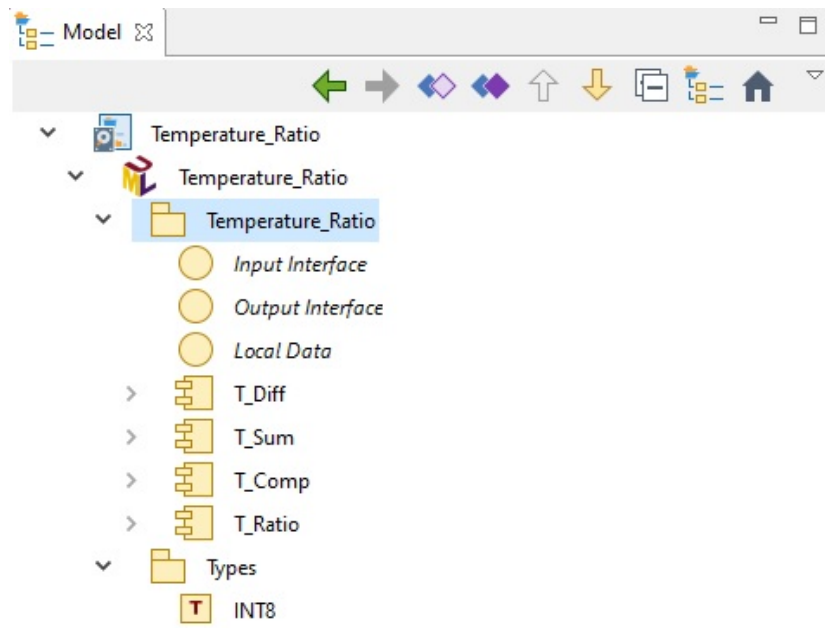 Model
Temperature_Ratio
Temperature_Ratio
Temperature_Ratio
Input Interface
Output Interface
Local Data
T_Diff
T_Sum
T_Comp
T_Ratio
Types
T INT8